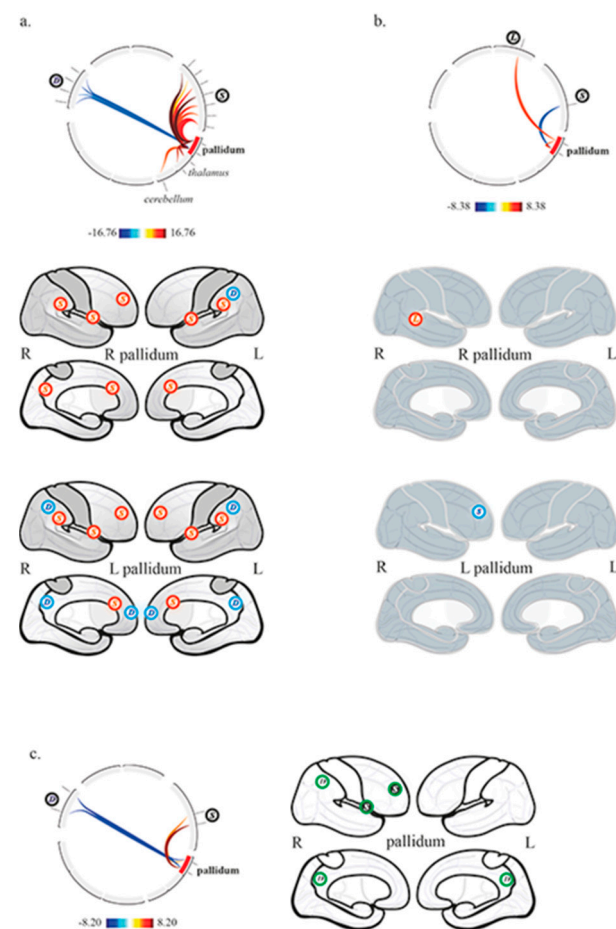 a.
D
S
pallidum
thalamus
cerebellum
-16.76 16.76
S S S D
R R pallidum L
S S S
D S S S S S D
R L pallidum L
D S D D S D
b.
L
S
pallidum
-8.38 8.38
L
R R pallidum L
S
R L pallidum L
c.
D
S
pallidum
-8.20 8.20
D S S
R pallidum L
D D